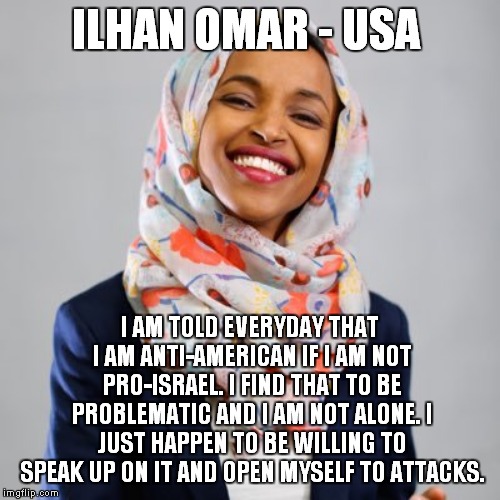 ILHAN OMAR - USA
I AM TOLD EVERYDAY THAT
I AM ANTI-AMERICAN IF I AM NOT
PRO-ISRAEL. I FIND THAT TO BE
PROBLEMATIC AND I AM NOT ALONE. I
JUST HAPPEN TO BE WILLING TO
SPEAK UP ON IT AND OPEN MYSELF TO ATTACKS.
imgflip.com